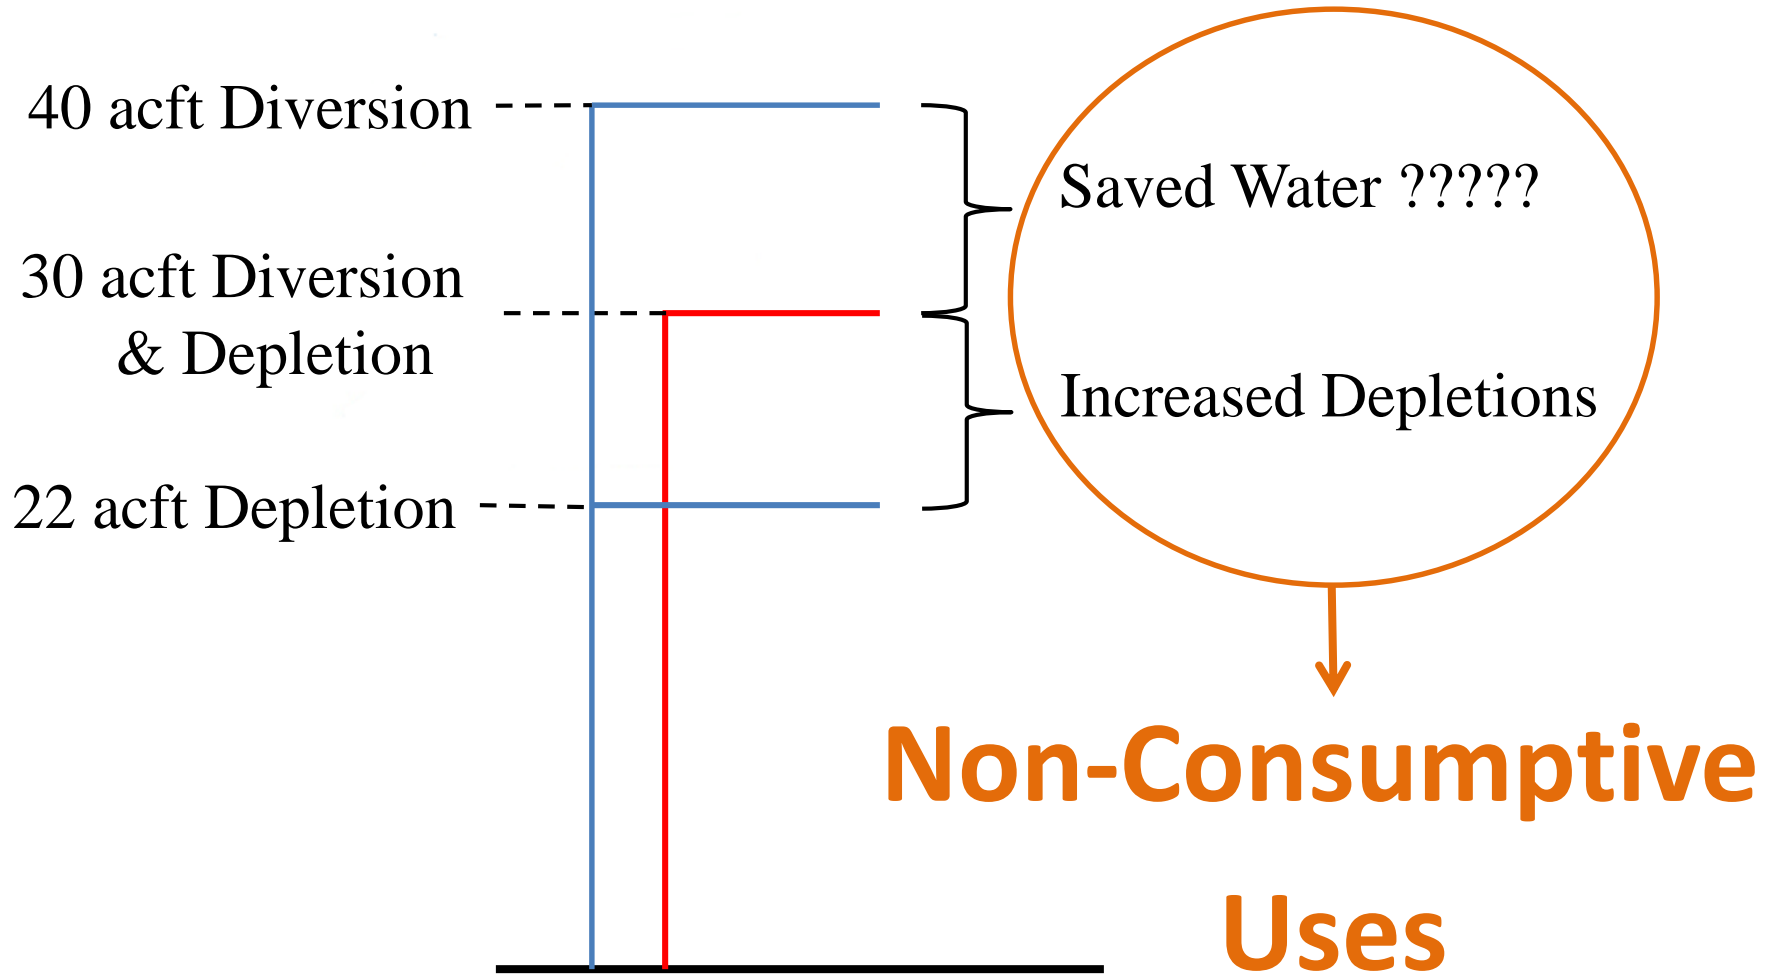 40 acft Diversion
Saved Water ?????
30 acft Diversion
& Depletion
Increased Depletions
22 acft Depletion
Non-Consumptive
Uses